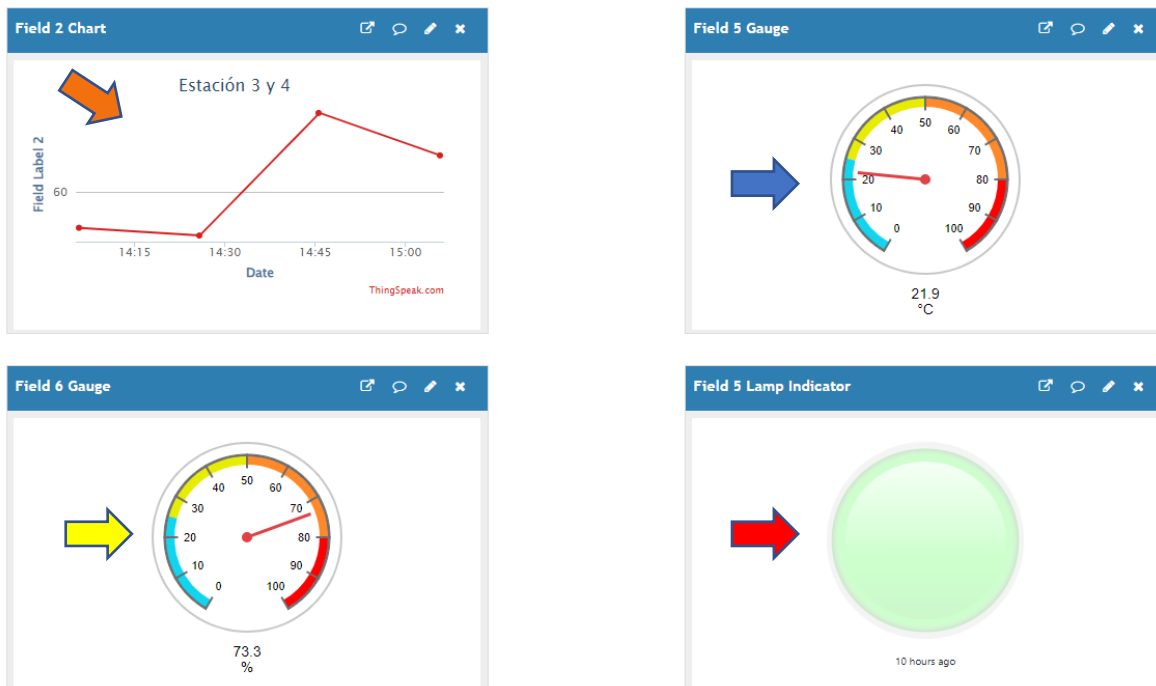 Field 2 Chart
Estación 3 y 4
Field Label 2
60
14:15 14:30 14:45 15:00
Date
ThingSpeak.com
Field 5 Gauge
0 10 20 30 40 50 60 70 80 90 100
21.9
°C
Field 6 Gauge
0 10 20 30 40 50 60 70 80 90 100
73.3
%
Field 5 Lamp Indicator
10 hours ago